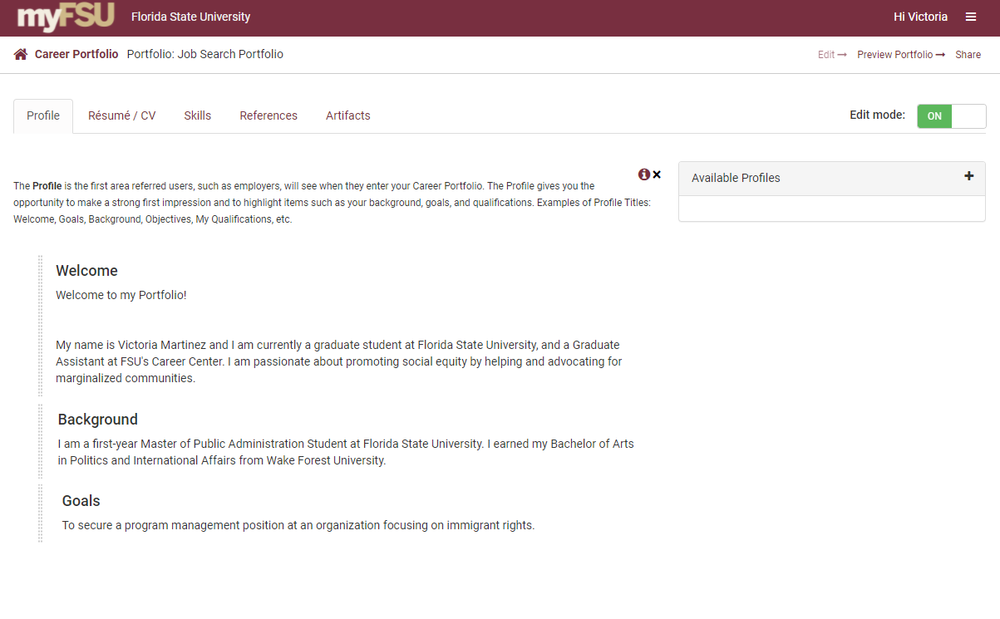 myFSU Florida State University Hi Victoria
Career Portfolio Portfolio: Job Search Portfolio Edit Preview Portfolio Share
Profile Résumé / CV Skills References Artifacts Edit mode: ON
The Profile is the first area referred users, such as employers, will see when they enter your Career Portfolio. The Profile gives you the
opportunity to make a strong first impression and to highlight items such as your background, goals, and qualifications. Examples of Profile Titles:
Welcome, Goals, Background, Objectives, My Qualifications, etc.
Available Profiles
Welcome
Welcome to my Portfolio!
My name is Victoria Martinez and I am currently a graduate student at Florida State University, and a Graduate
Assistant at FSU's Career Center. I am passionate about promoting social equity by helping and advocating for
marginalized communities.
Background
I am a first-year Master of Public Administration Student at Florida State University. I earned my Bachelor of Arts
in Politics and International Affairs from Wake Forest University.
Goals
To secure a program management position at an organization focusing on immigrant rights.